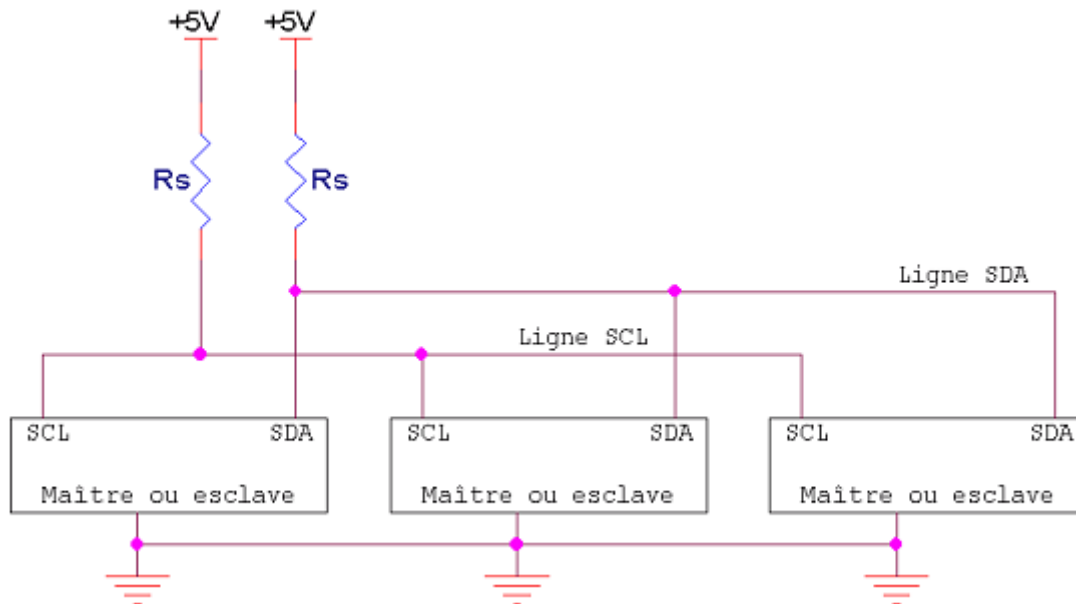 +5V +5V
Rs Rs
Ligne SDA
Ligne SCL
SCL SDA SCL SDA SCL SDA
Maître ou esclave Maître ou esclave Maître ou esclave